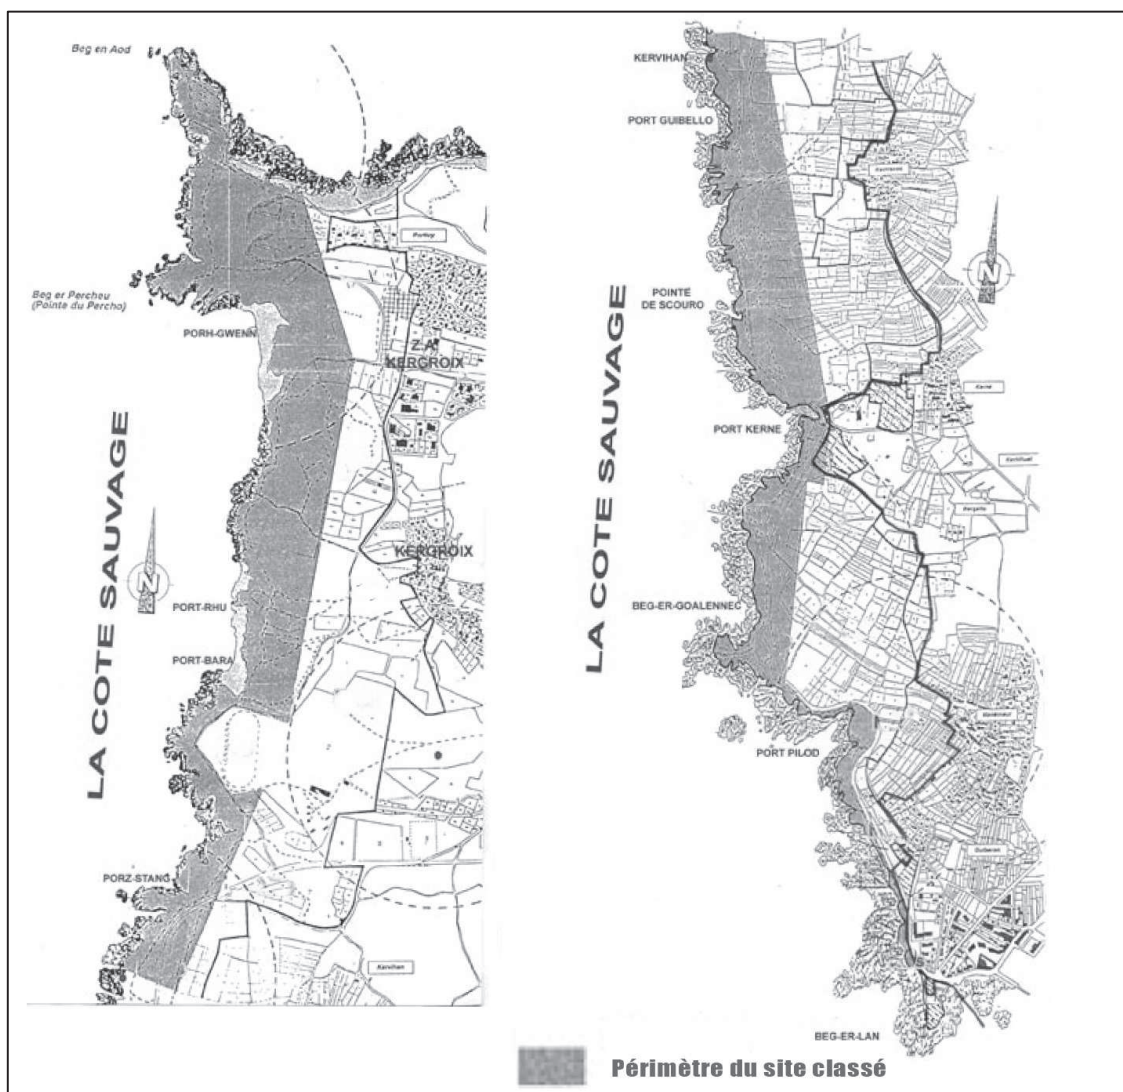 Beg en Aod
Beg er Percheu
(Pointe du Percho)
PORH-GWENN
Portivy
Z.A
KERGROIX
KERGROIX
LA COTE SAUVAGE
N
PORT-RHU
PORT-BARA
PORZ-STANG
Kervihan
KERVIHAN
PORT GUIBELLO
POINTE
DE SCOURO
N
LA COTE SAUVAGE
PORT KERNE
Kerné
BEG-ER-GOALENNEC
PORT PILOD
Quiberon
BEG-ER-LAN
Périmètre du site classé